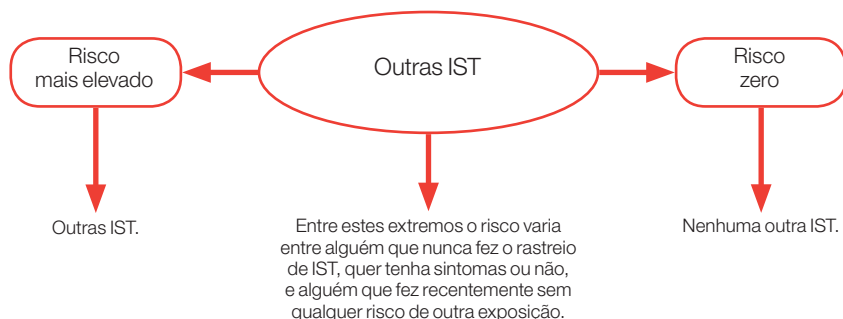 Outras IST
Risco
mais elevado
Risco
zero
Outras IST.
Entre estes extremos o risco varia
entre alguém que nunca fez o rastreio
de IST, quer tenha sintomas ou não,
e alguém que fez recentemente sem
qualquer risco de outra exposição.
Nenhuma outra IST.